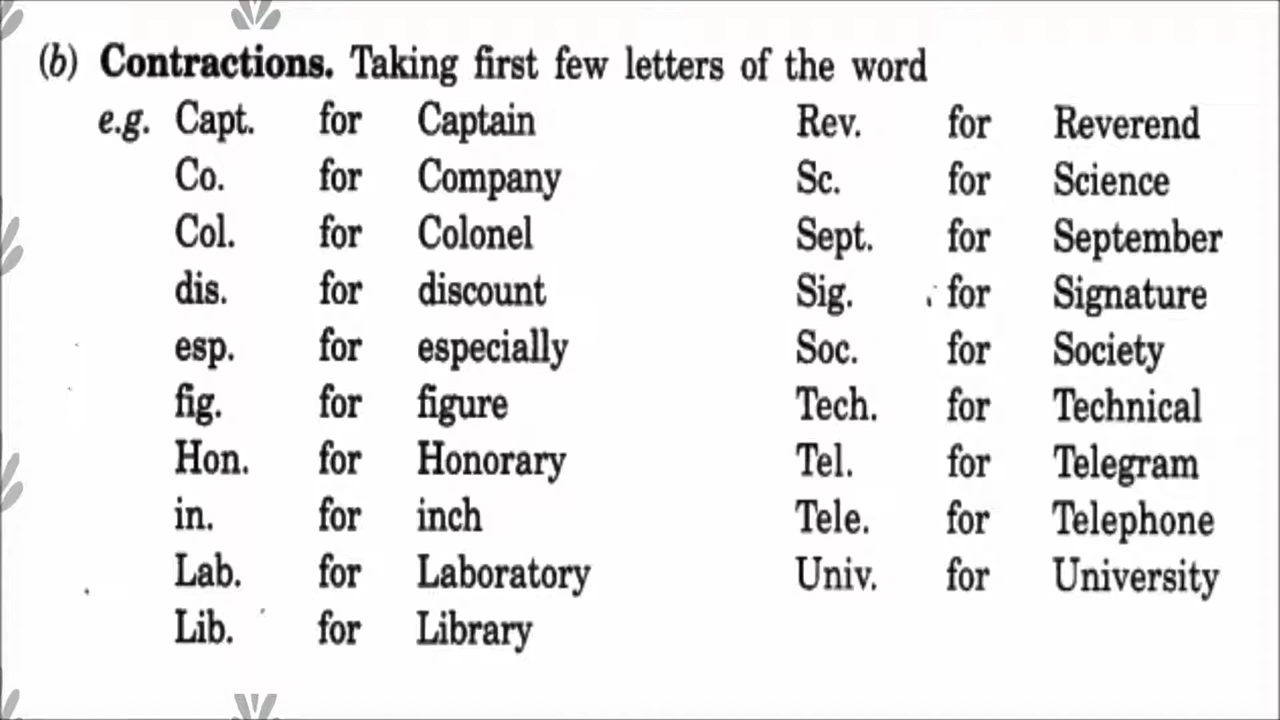 (b) Contractions. Taking first few letters of the word
e.g. Capt. for Captain Rev. for Reverend
Co. for Company Sc. for Science
Col. for Colonel Sept. for September
dis. for discount Sig. for Signature
esp. for especially Soc. for Society
fig. for figure Tech. for Technical
Hon. for Honorary Tel. for Telegram
in. for inch Tele. for Telephone
Lab. for Laboratory Univ. for University
Lib. for Library